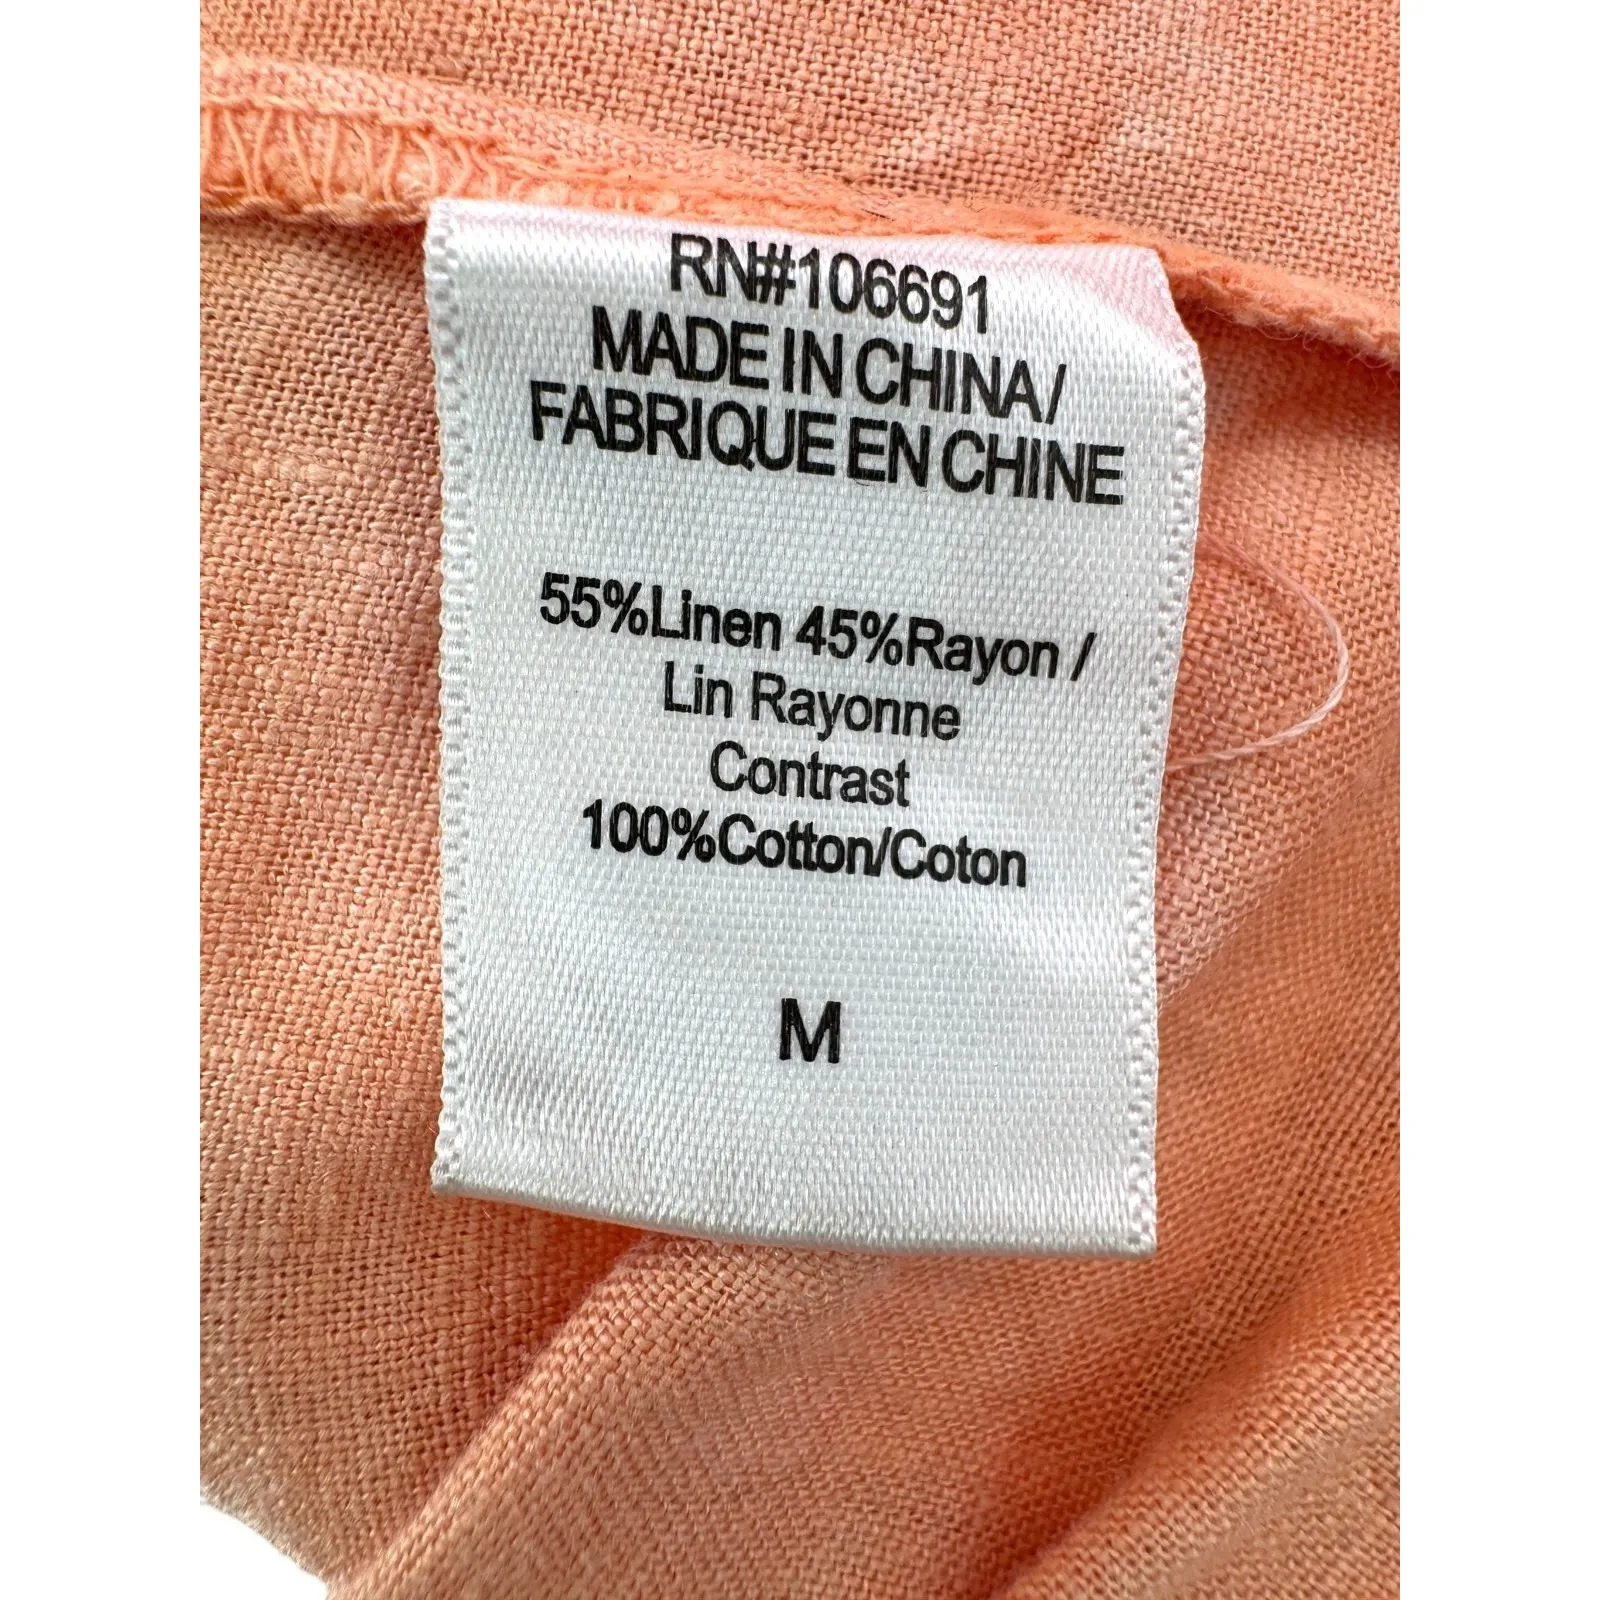 RN#106691
MADE IN CHINA/
FABRIQUE EN CHINE
55%Linen 45%Rayon /
Lin Rayonne
Contrast
100%Cotton/Coton
M